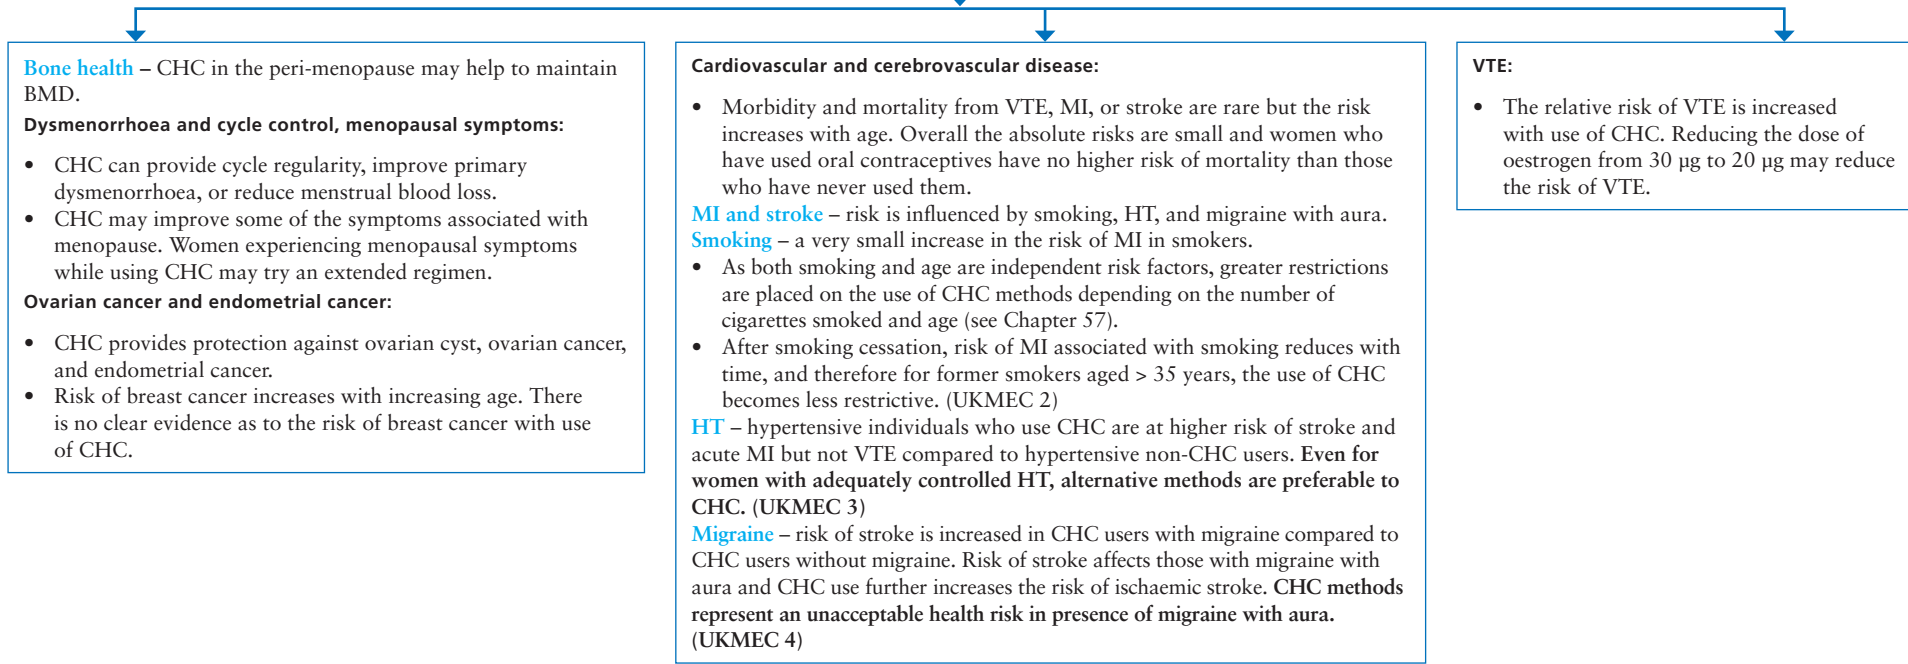 Bone health – CHC in the peri-menopause may help to maintain
BMD.
Dysmenorrhoea and cycle control, menopausal symptoms:
• CHC can provide cycle regularity, improve primary
dysmenorrhoea, or reduce menstrual blood loss.
• CHC may improve some of the symptoms associated with
menopause. Women experiencing menopausal symptoms
while using CHC may try an extended regimen.
Ovarian cancer and endometrial cancer:
• CHC provides protection against ovarian cyst, ovarian cancer,
and endometrial cancer.
• Risk of breast cancer increases with increasing age. There
is no clear evidence as to the risk of breast cancer with use
of CHC.
Cardiovascular and cerebrovascular disease:
• Morbidity and mortality from VTE, MI, or stroke are rare but the risk
increases with age. Overall the absolute risks are small and women who
have used oral contraceptives have no higher risk of mortality than those
who have never used them.
MI and stroke – risk is influenced by smoking, HT, and migraine with aura.
Smoking – a very small increase in the risk of MI in smokers.
• As both smoking and age are independent risk factors, greater restrictions
are placed on the use of CHC methods depending on the number of
cigarettes smoked and age (see Chapter 57).
• After smoking cessation, risk of MI associated with smoking reduces with
time, and therefore for former smokers aged > 35 years, the use of CHC
becomes less restrictive. (UKMEC 2)
HT – hypertensive individuals who use CHC are at higher risk of stroke and
acute MI but not VTE compared to hypertensive non-CHC users. Even for
women with adequately controlled HT, alternative methods are preferable to
CHC. (UKMEC 3)
Migraine – risk of stroke is increased in CHC users with migraine compared to
CHC users without migraine. Risk of stroke affects those with migraine with
aura and CHC use further increases the risk of ischaemic stroke. CHC methods
represent an unacceptable health risk in presence of migraine with aura.
(UKMEC 4)
VTE:
• The relative risk of VTE is increased
with use of CHC. Reducing the dose of
oestrogen from 30 µg to 20 µg may reduce
the risk of VTE.